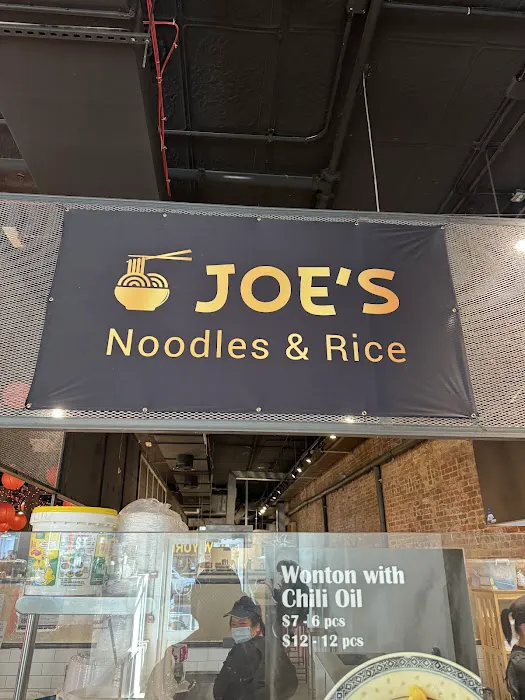 JOE'S
Noodles & Rice
Wonton with
Chili Oil
$7 - 6 pcs
$12 - 12 pcs